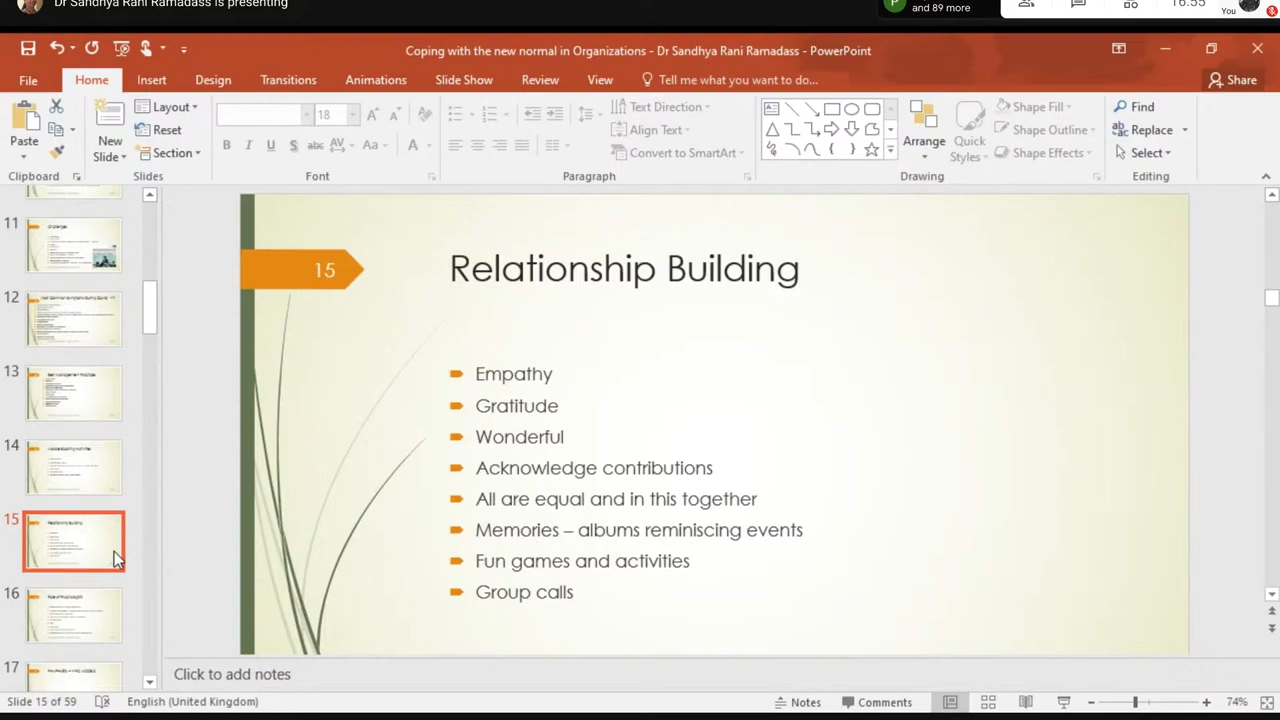 Dr Sandhya Rani Ramadass is presenting
P
and 89 more
16:55
You
Coping with the new normal in Organizations - Dr Sandhya Rani Ramadass - PowerPoint
File Home Insert Design Transitions Animations Slide Show Review View Tell me what you want to do... Share
Paste
New
Slide
Layout
Reset
Section
18
B I U S abc AV Aa A
Text Direction
Align Text
Convert to SmartArt
Arrange
Quick
Styles
Shape Fill
Shape Outline
Shape Effects
Find
Replace
Select
Clipboard Slides Font Paragraph Drawing Editing
11
Challenges
12
13
14
15
Relationship Building
16
17
15
Relationship Building
Empathy
Gratitude
Wonderful
Acknowledge contributions
All are equal and in this together
Memories – albums reminiscing events
Fun games and activities
Group calls
Click to add notes
Slide 15 of 59 English (United Kingdom) Notes Comments 74%